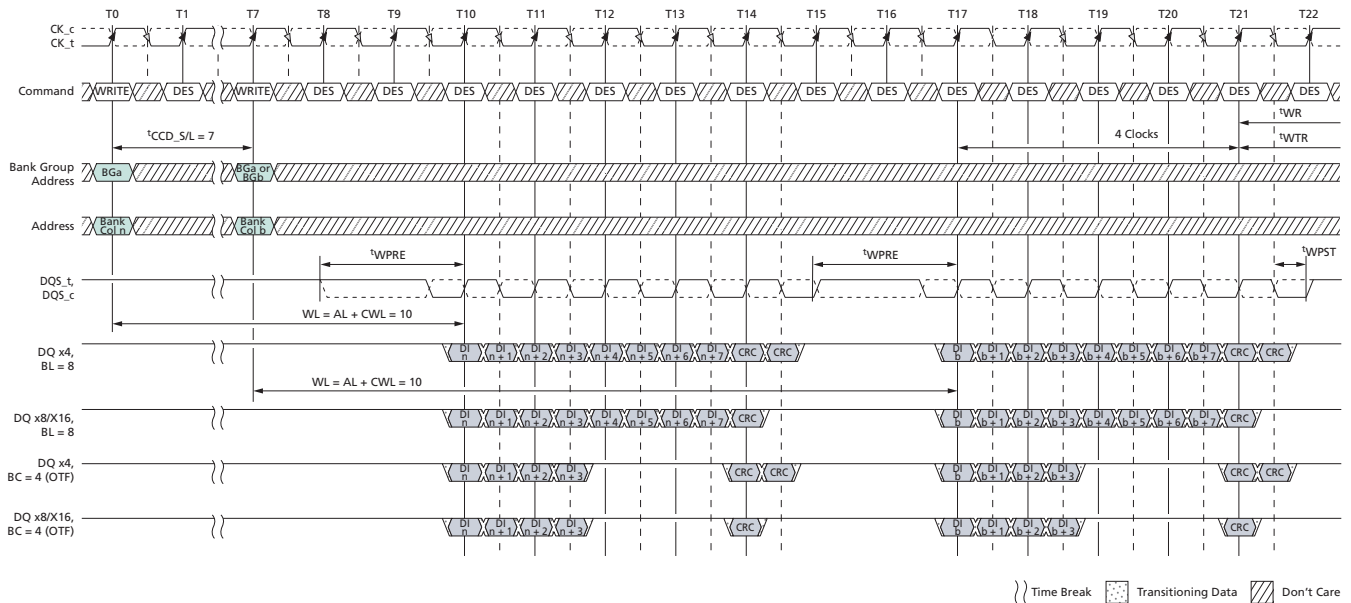 T0 T1 T7 T8 T9 T10 T11 T12 T13 T14 T15 T16 T17 T18 T19 T20 T21 T22
CK_c
CK_t
Command WRITE DES WRITE DES DES DES DES DES DES DES DES DES DES DES DES DES DES DES
tWR
tCCD_S/L = 7
4 Clocks
tWTR
Bank Group
Address
BGa
BGa or
BGb
Address
Bank
Col n
Bank
Col b
tWPRE tWPRE tWPST
DQS_t,
DQS_c
WL = AL + CWL = 10
DQ x4,
BL = 8
DI n DI n + 1 DI n + 2 DI n + 3 DI n + 4 DI n + 5 DI n + 6 DI n + 7 CRC CRC DI b DI b + 1 DI b + 2 DI b + 3 DI b + 4 DI b + 5 DI b + 6 DI b + 7 CRC CRC
WL = AL + CWL = 10
DQ x8/X16,
BL = 8
DI n DI n + 1 DI n + 2 DI n + 3 DI n + 4 DI n + 5 DI n + 6 DI n + 7 CRC DI b DI b + 1 DI b + 2 DI b + 3 DI b + 4 DI b + 5 DI b + 6 DI b + 7 CRC
DQ x4,
BC = 4 (OTF)
DI n DI n + 1 DI n + 2 DI n + 3 CRC CRC DI b DI b + 1 DI b + 2 DI b + 3 CRC CRC
DQ x8/X16,
BC = 4 (OTF)
DI n DI n + 1 DI n + 2 DI n + 3 CRC DI b DI b + 1 DI b + 2 DI b + 3 CRC
Time Break Transitioning Data Don't Care